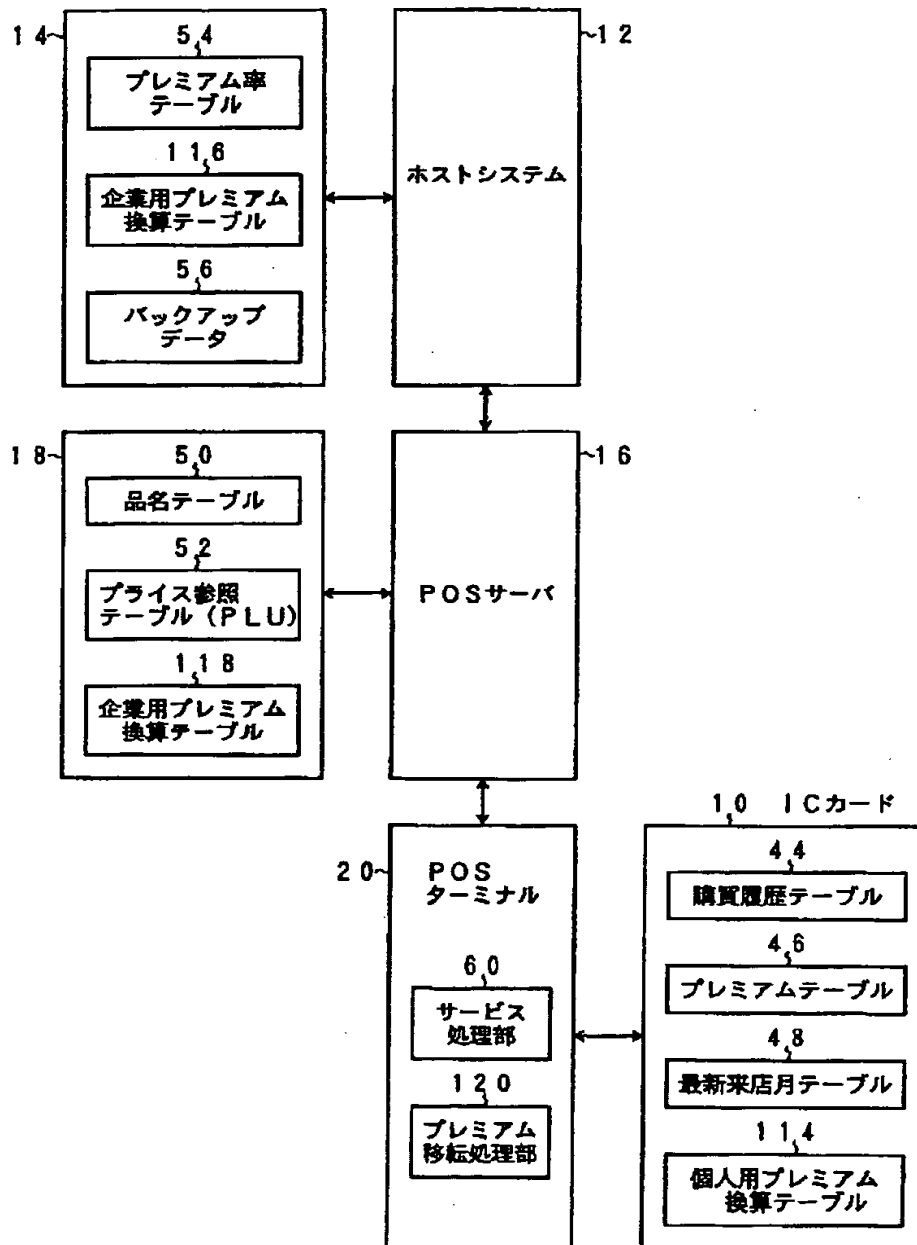 14
54
プレミアム率
テーブル
116
企業用プレミアム
換算テーブル
56
バックアップ
データ
12
ホストシステム
18
50
品名テーブル
52
プライス参照
テーブル(PLU)
118
企業用プレミアム
換算テーブル
16
POSサーバ
20
POS
ターミナル
60
サービス
処理部
120
プレミアム
移転処理部
10 ICカード
44
購買履歴テーブル
46
プレミアムテーブル
48
最新来店月テーブル
114
個人用プレミアム
換算テーブル